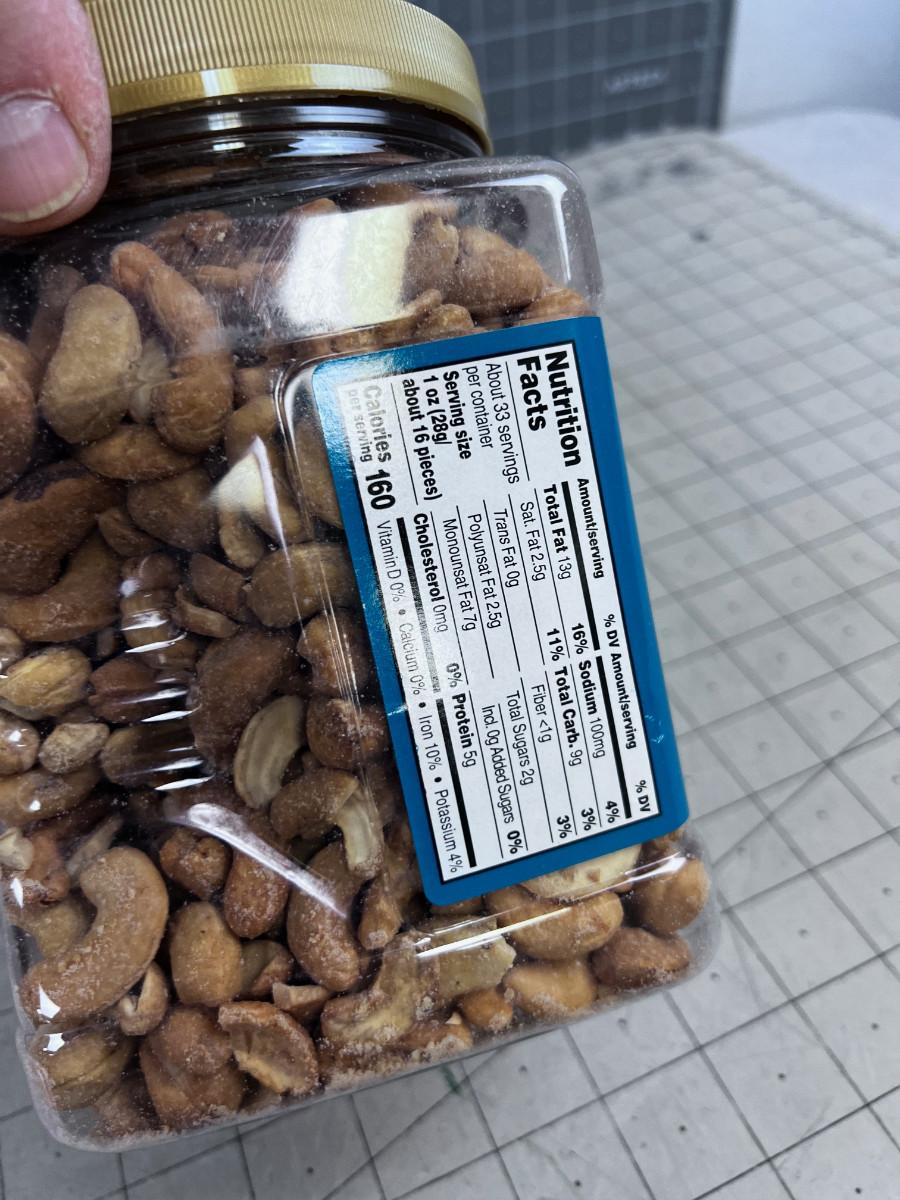 Nutrition
Facts
About 33 servings
per container
Serving size
1 oz (28g/
about 16 pieces)
Calories 160
per serving
Amount/serving % DV
Total Fat 13g 16%
Sat. Fat 2.5g 11%
Trans Fat 0g
Polyunsat Fat 2.5g
Monounsat Fat 7g
Cholesterol 0mg 0%
Amount/serving % DV
Sodium 100mg 4%
Total Carb. 9g 3%
Fiber <1g 3%
Total Sugars 2g
Incl. 0g Added Sugars 0%
Protein 5g
Vitamin D 0% • Calcium 0% • Iron 10% • Potassium 4%